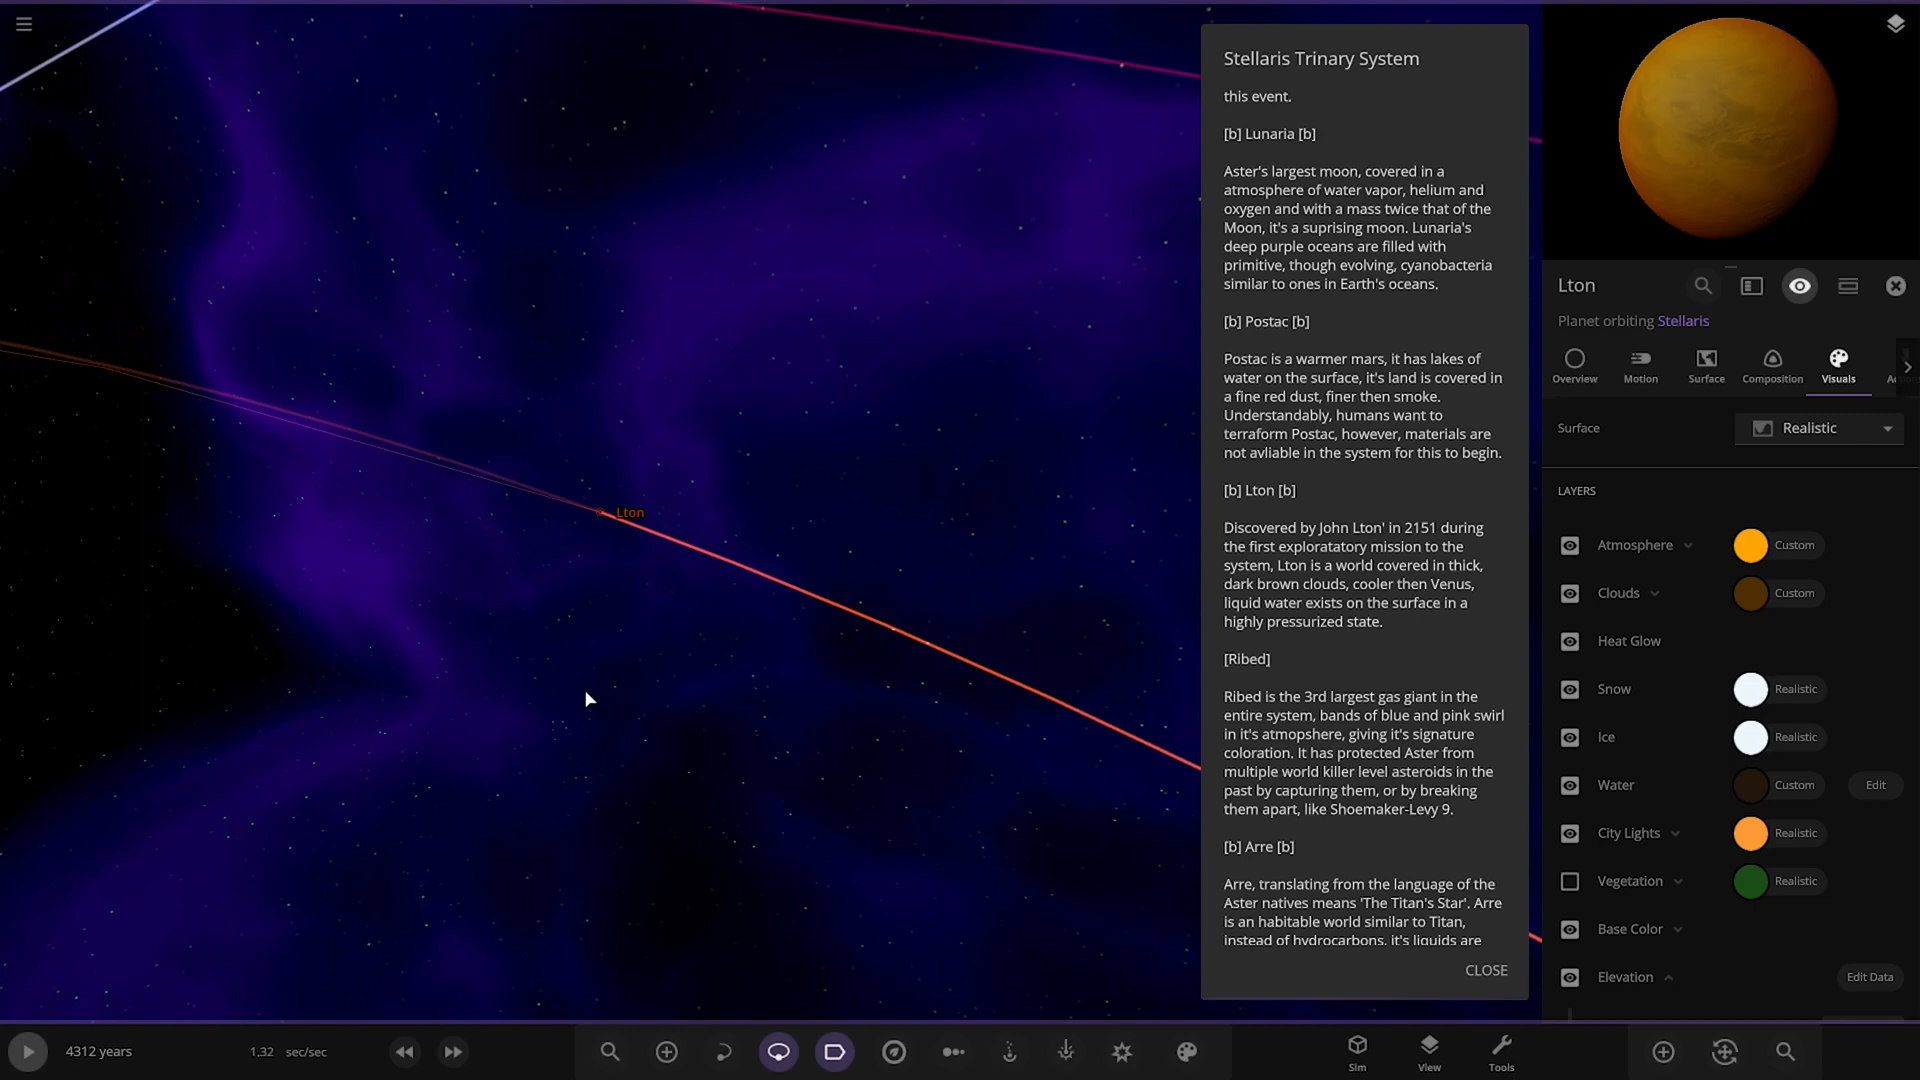 Stellaris Trinary System
this event.
[b] Lunaria [b]
Aster's largest moon, covered in a
atmosphere of water vapor, helium and
oxygen and with a mass twice that of the
Moon, it's a suprising moon. Lunaria's
deep purple oceans are filled with
primitive, though evolving, cyanobacteria
similar to ones in Earth's oceans.
[b] Postac [b]
Postac is a warmer mars, it has lakes of
water on the surface, it's land is covered in
a fine red dust, finer then smoke.
Understandably, humans want to
terraform Postac, however, materials are
not avliable in the system for this to begin.
[b] Lton [b]
Discovered by John Lton' in 2151 during
the first exploratatory mission to the
system, Lton is a world covered in thick,
dark brown clouds, cooler then Venus,
liquid water exists on the surface in a
highly pressurized state.
[Ribed]
Ribed is the 3rd largest gas giant in the
entire system, bands of blue and pink swirl
in it's atmopshere, giving it's signature
coloration. It has protected Aster from
multiple world killer level asteroids in the
past by capturing them, or by breaking
them apart, like Shoemaker-Levy 9.
[b] Arre [b]
Arre, translating from the language of the
Aster natives means 'The Titan's Star'. Arre
is an habitable world similar to Titan,
instead of hydrocarbons, it's liquids are
CLOSE
Lton
Lton
Planet orbiting Stellaris
Overview
Motion
Surface
Composition
Visuals
Surface
Realistic
LAYERS
Atmosphere
Custom
Clouds
Custom
Heat Glow
Snow
Realistic
Ice
Realistic
Water
Custom
Edit
City Lights
Realistic
Vegetation
Realistic
Base Color
Elevation
Edit Data
4312 years
1.32 sec/sec
Sim
View
Tools